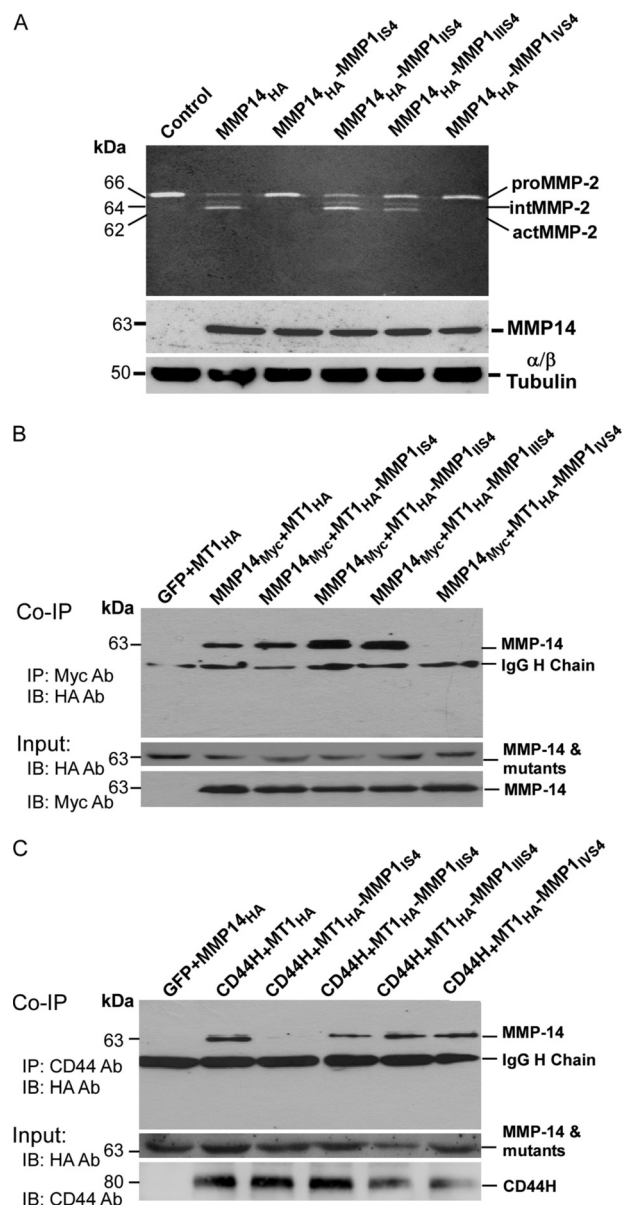 A
Control
MMP14HA
MMP14HA-MMP1IS4
MMP14HA-MMP1IIS4
MMP14HA-MMP1IIIS4
MMP14HA-MMP1IVS4
kDa
66
64
62
proMMP-2
intMMP-2
actMMP-2
63
MMP14
50
α/β
Tubulin
B
GFP+MT1HA
MMP14Myc+MT1HA
MMP14Myc+MT1HA-MMP1IS4
MMP14Myc+MT1HA-MMP1IIS4
MMP14Myc+MT1HA-MMP1IIIS4
MMP14Myc+MT1HA-MMP1IVS4
Co-IP
kDa
63
MMP-14
IgG H Chain
IP: Myc Ab
IB: HA Ab
Input:
IB: HA Ab
63
MMP-14 &
mutants
IB: Myc Ab
63
MMP-14
C
GFP+MMP14HA
CD44H+MT1HA
CD44H+MT1HA-MMP1IS4
CD44H+MT1HA-MMP1IIS4
CD44H+MT1HA-MMP1IIIS4
CD44H+MT1HA-MMP1IVS4
Co-IP
kDa
63
MMP-14
IgG H Chain
IP: CD44 Ab
IB: HA Ab
Input:
IB: HA Ab
63
MMP-14 &
mutants
80
IB: CD44 Ab
CD44H